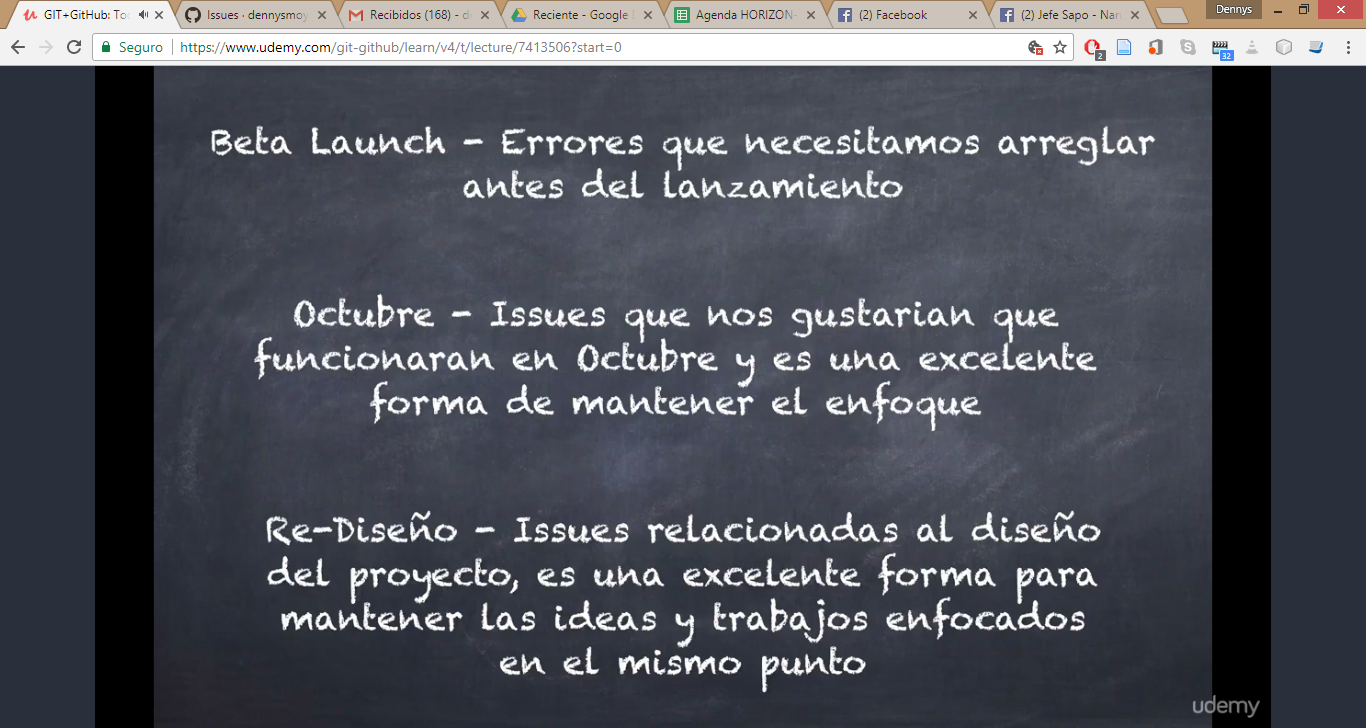 GIT+GitHub: To
Issues · dennysmoy
Recibidos (168) - d
Reciente - Google
Agenda HORIZON
(2) Facebook
(2) Jefe Sapo - Nar
Dennys
Seguro
https://www.udemy.com/git-github/learn/v4/t/lecture/7413506?start=0
2
32
Beta Launch - Errores que necesitamos arreglar
antes del lanzamiento
Octubre - Issues que nos gustarian que
funcionaran en Octubre y es una excelente
forma de mantener el enfoque
Re-Diseño - Issues relacionadas al diseño
del proyecto, es una excelente forma para
mantener las ideas y trabajos enfocados
en el mismo punto
udemy